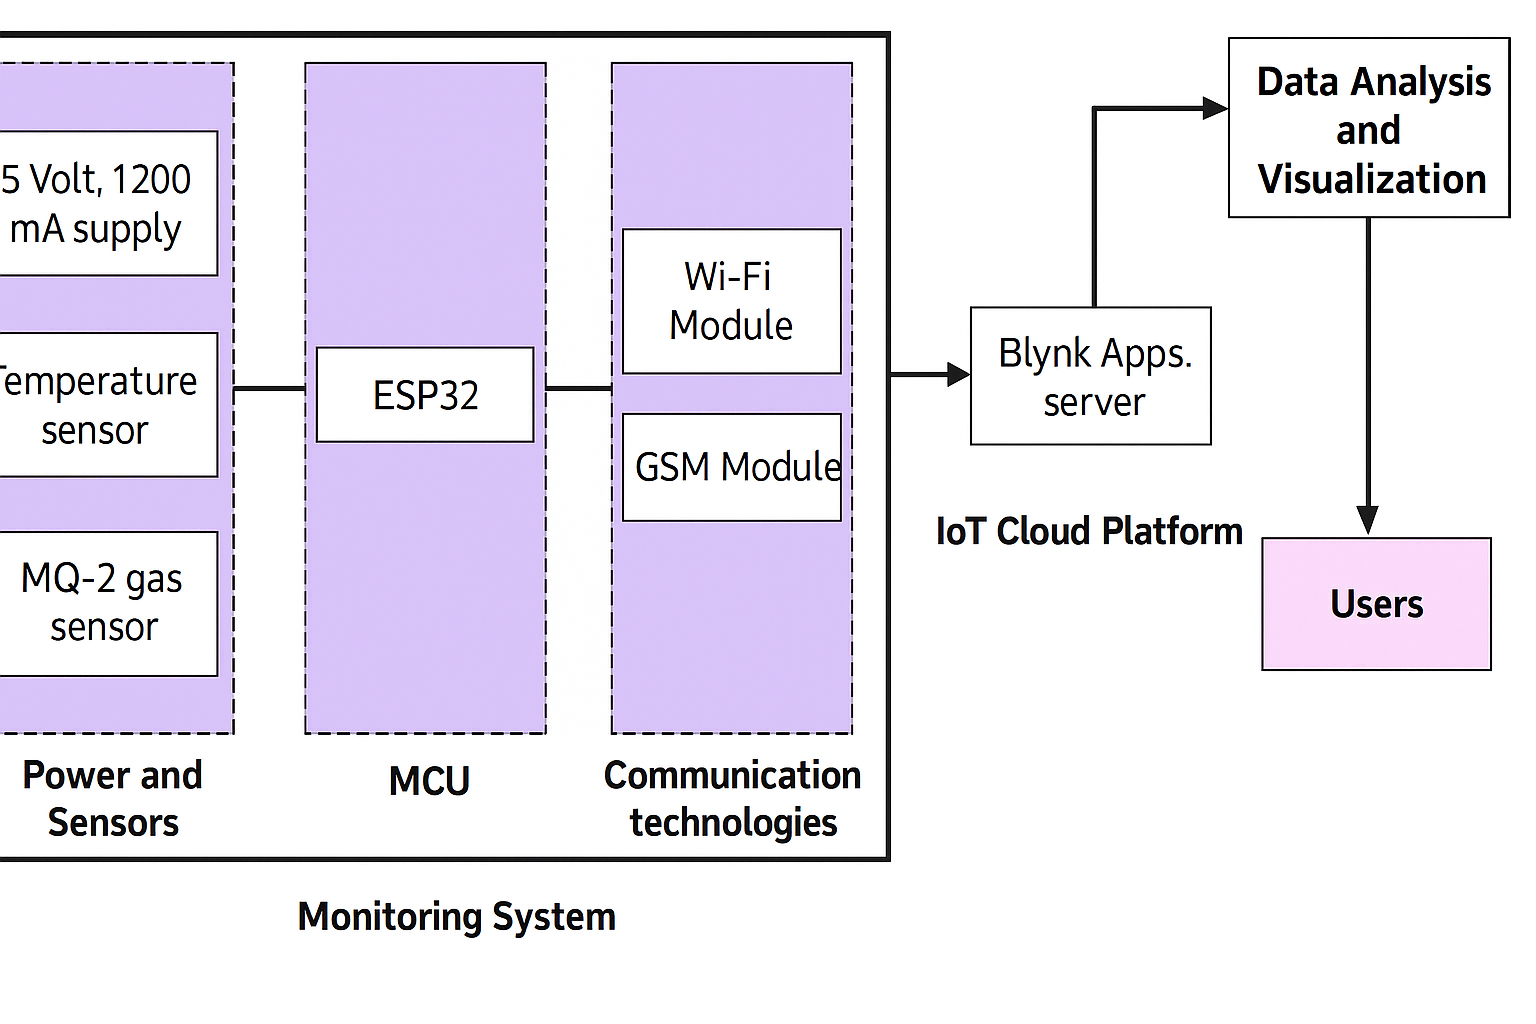 5 Volt, 1200
mA supply
Temperature
sensor
MQ-2 gas
sensor
Power and
Sensors
ESP32
MCU
Wi-Fi
Module
GSM Module
Communication
technologies
Monitoring System
Blynk Apps.
server
IoT Cloud Platform
Data Analysis
and
Visualization
Users